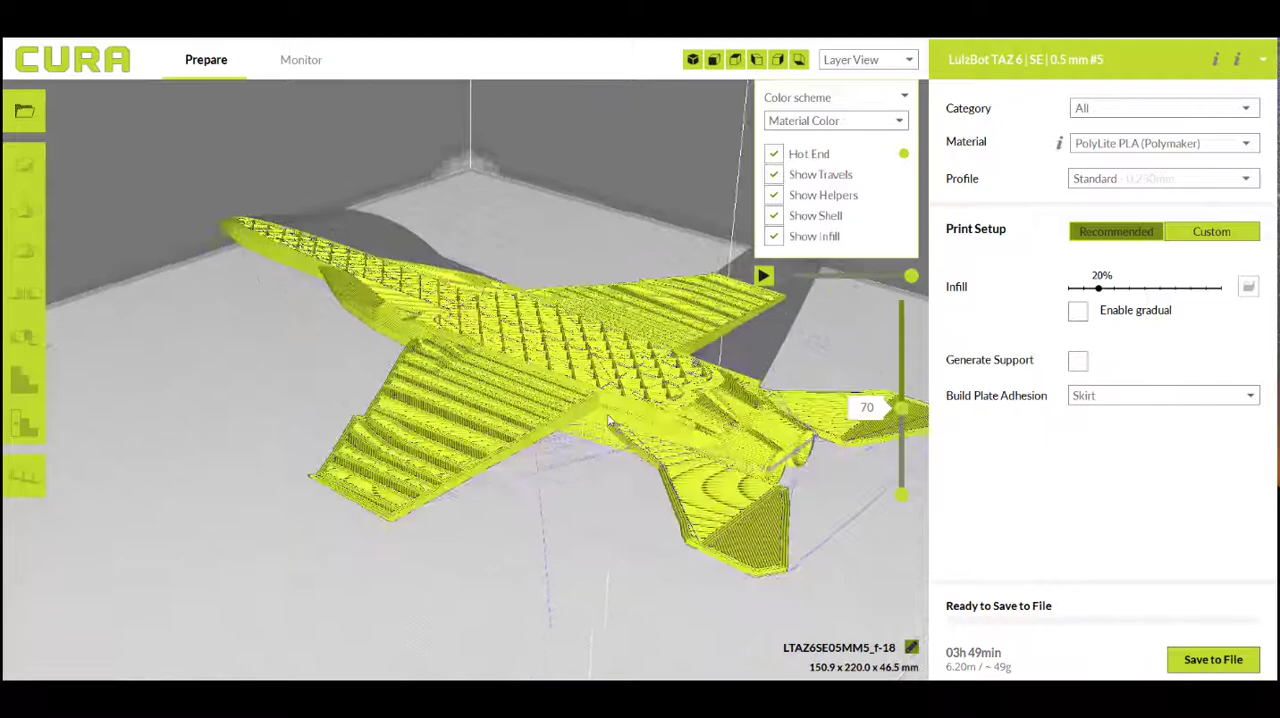 CURA
Prepare
Monitor
Layer View
LulzBot TAZ 6 | SE | 0.5 mm #5
i
i
Color scheme
Material Color
Hot End
Show Travels
Show Helpers
Show Shell
Show Infill
70
Category
All
Material
i
PolyLite PLA (Polymaker)
Profile
Standard - 0.250mm
Print Setup
Recommended
Custom
20%
Infill
Enable gradual
Generate Support
Build Plate Adhesion
Skirt
Ready to Save to File
03h 49min
6.20m / ~ 49g
Save to File
LTAZ6SE05MM5_f-18
150.9 x 220.0 x 46.5 mm